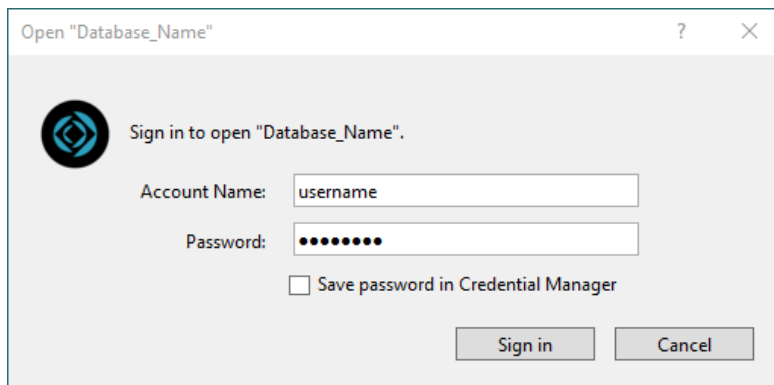 Open "Database_Name"
Sign in to open "Database_Name".
Account Name: username
Password: ●●●●●●●●
Save password in Credential Manager
Sign in Cancel